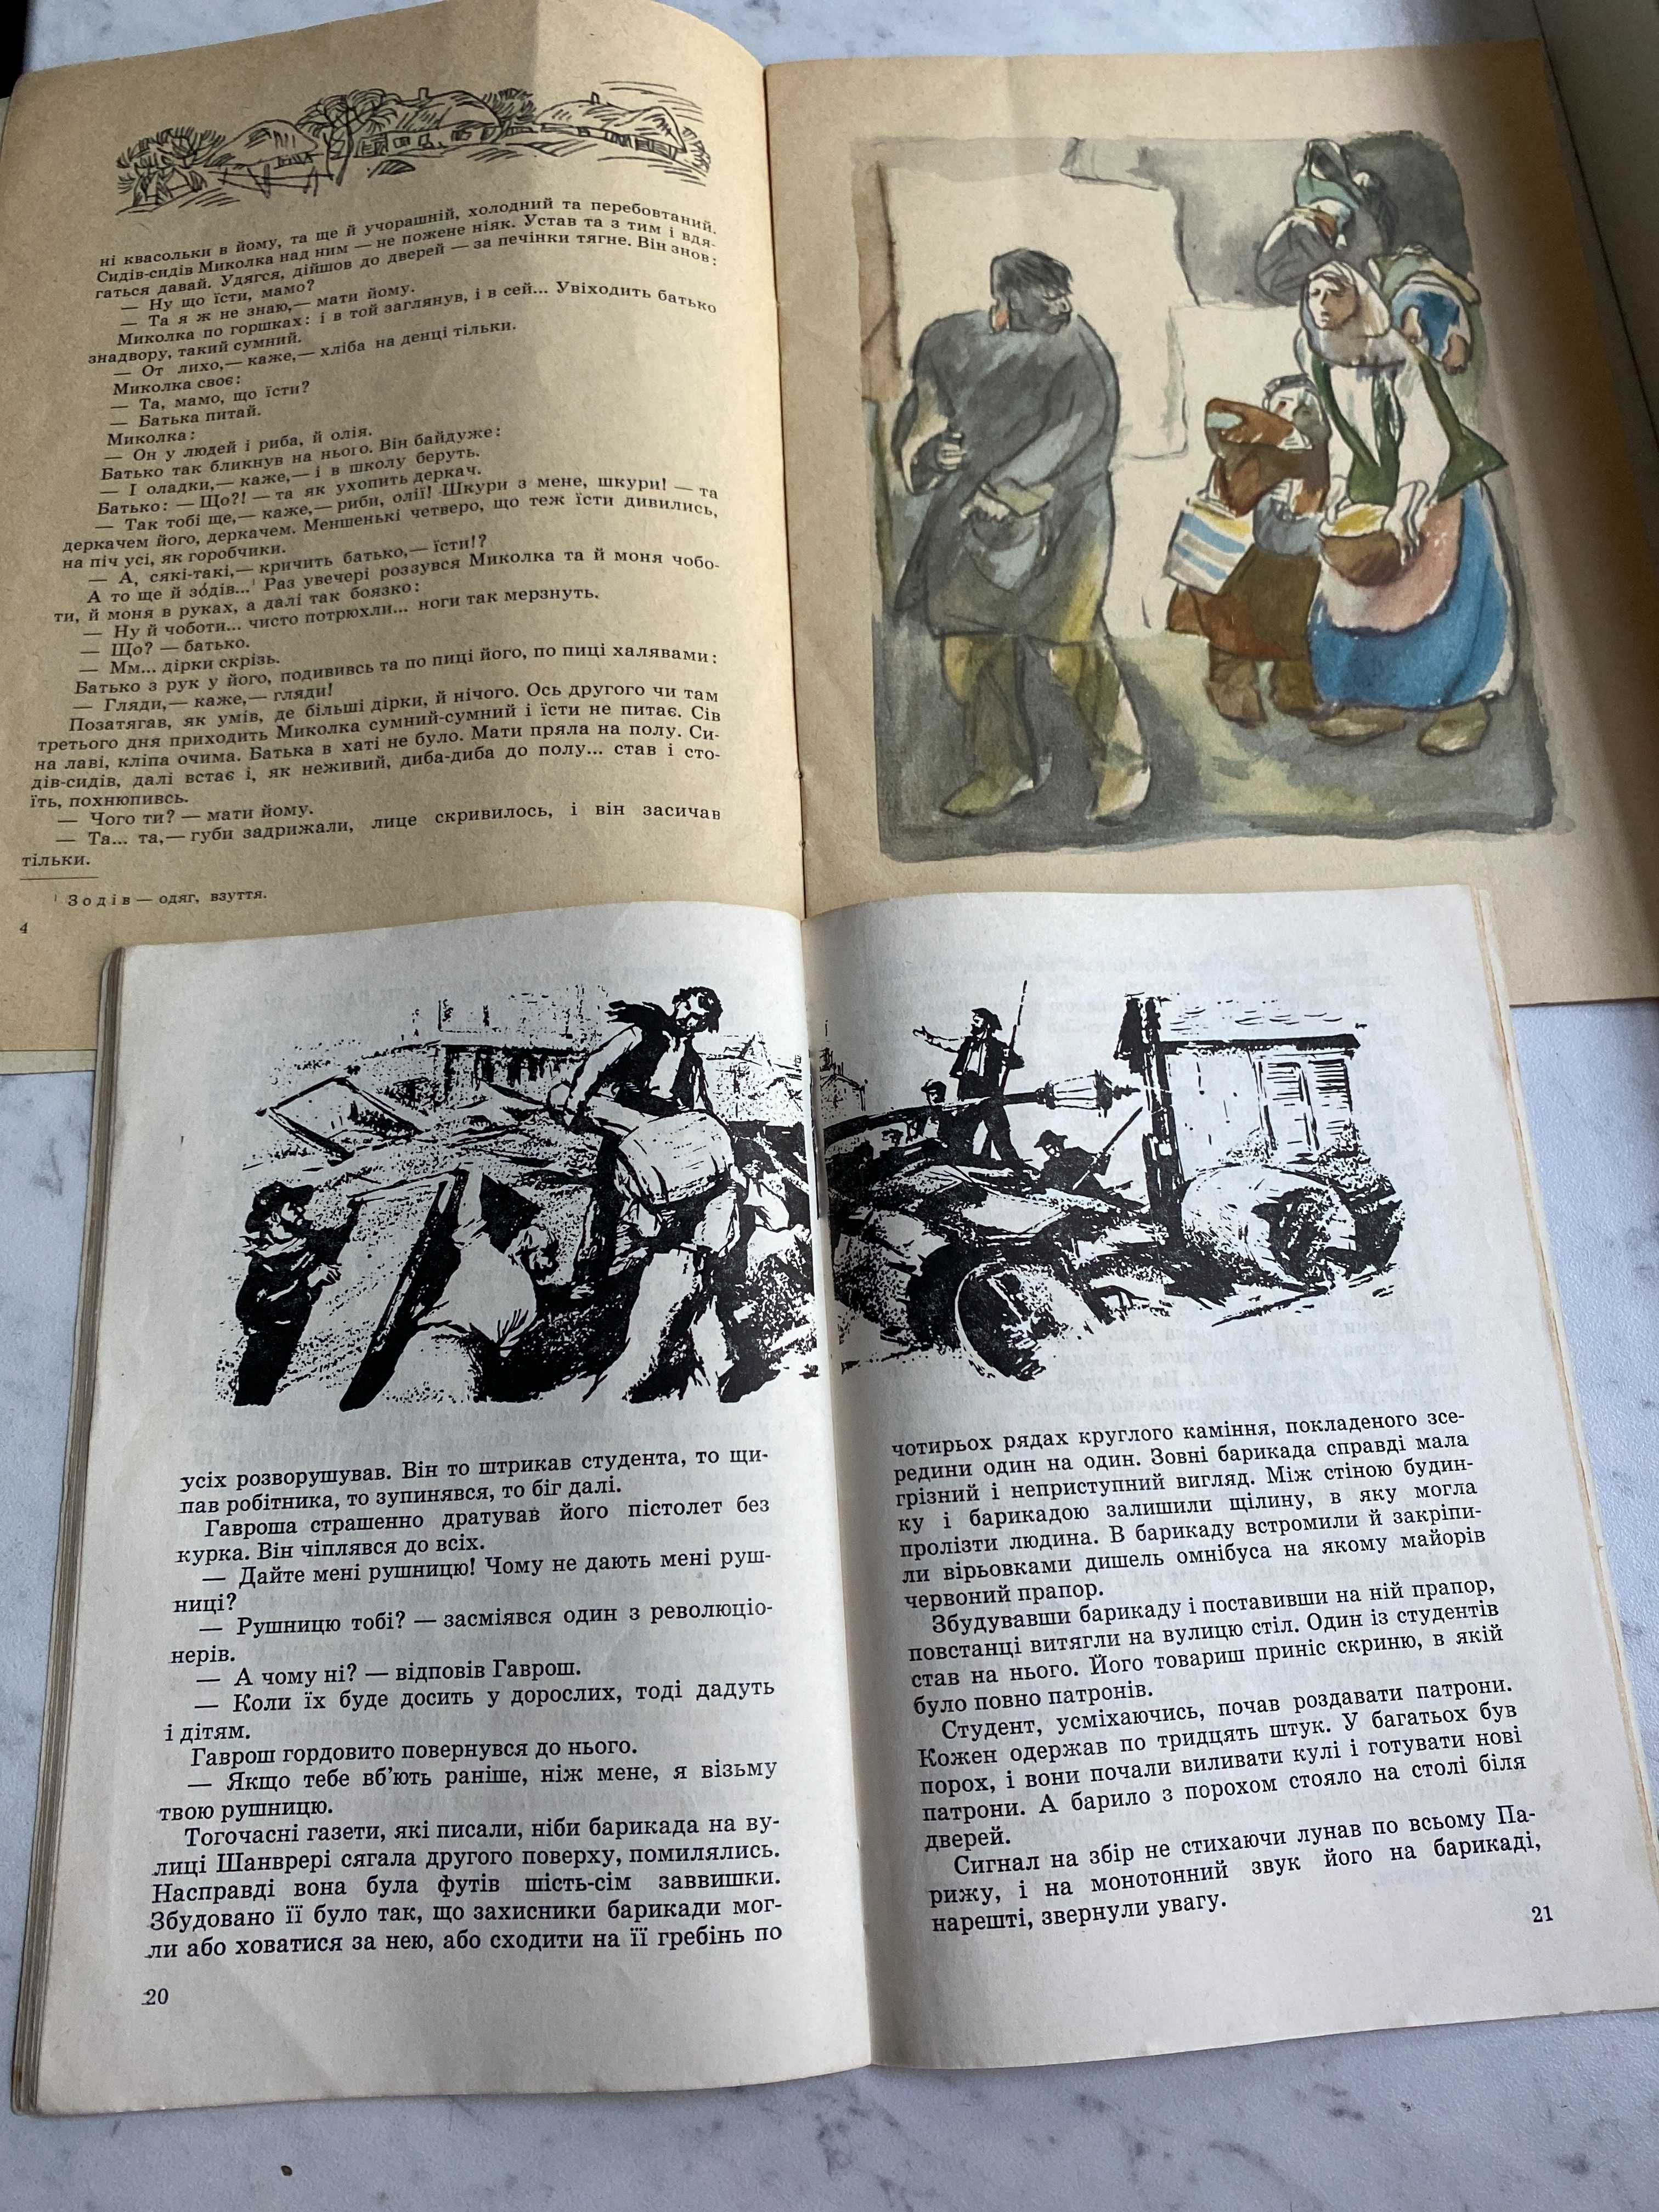 ні квасольки в йому, та ще й учорашній, холодний та перебовтаний.
Сидів-сидів Миколка над ним — не пожене ніяк. Устав та з тим і вдя-
гаться давай. Удягся, дійшов до дверей — за печінки тягне. Він знов:
— Ну що їсти, мамо?
— Та я ж не знаю,— мати йому.
Миколка по горшках: і в той заглянув, і в сей... Увіходить батько
знадвору, такий сумний.
— От лихо,— каже,— хліба на денці тільки.
Миколка своє:
— Та, мамо, що їсти?
— Батька питай.
Миколка:
— Он у людей і риба, й олія.
Батько так бликнув на нього. Він байдуже:
— І оладки,— каже,— і в школу беруть.
Батько: — Що?! — та як ухопить деркач.
— Так тобі ще,— каже,— риби, олії! Шкури з мене, шкури! — та
деркачем його, деркачем. Меншенькі четверо, що теж їсти дивились,
на піч усі, як горобчики.
— А, сякі-такі,— кричить батько,— їсти!?
А то ще й зо́дів...¹ Раз увечері роззувся Миколка та й моня чобо-
ти, й моня в руках, а далі так боязко:
— Ну й чоботи... чисто потрюхли... ноги так мерзнуть.
— Що? — батько.
— Мм... дірки скрізь.
Батько з рук у його, подививсь та по пиці його, по пиці халявами:
— Гляди,— каже,— гляди!
Позатягав, як умів, де більші дірки, й нічого. Ось другого чи там
третього дня приходить Миколка сумний-сумний і їсти не питає. Сів
на лаві, кліпа очима. Батька в хаті не було. Мати пряла на полу. Си-
дів-сидів, далі встає і, як неживий, диба-диба до полу... став і сто-
їть, похнюпивсь.
— Чого ти? — мати йому.
— Та... та,— губи задрижали, лице скривилось, і він засичав
тільки.
¹ Зодів — одяг, взуття.
4
усіх розворушував. Він то штрикав студента, то щи-
пав робітника, то зупинявся, то біг далі.
Гавроша страшенно дратував його пістолет без
курка. Він чіплявся до всіх.
— Дайте мені рушницю! Чому не дають мені руш-
ниці?
— Рушницю тобі? — засміявся один з революціо-
нерів.
— А чому ні? — відповів Гаврош.
— Коли їх буде досить у дорослих, тоді дадуть
і дітям.
Гаврош гордовито повернувся до нього.
— Якщо тебе вб'ють раніше, ніж мене, я візьму
твою рушницю.
Тогочасні газети, які писали, ніби барикада на ву-
лиці Шанврері сягала другого поверху, помилялись.
Насправді вона була футів шість-сім заввишки.
Збудовано її було так, що захисники барикади мог-
ли або ховатися за нею, або сходити на її гребінь по
20
чотирьох рядах круглого каміння, покладеного зсе-
редини один на один. Зовні барикада справді мала
грізний і неприступний вигляд. Між стіною будин-
ку і барикадою залишили щілину, в яку могла
пролізти людина. В барикаду встромили й закріпи-
ли вірьовками дишель омнібуса на якому майорів
червоний прапор.
Збудувавши барикаду і поставивши на ній прапор,
повстанці витягли на вулицю стіл. Один із студентів
став на нього. Його товариш приніс скриню, в якій
було повно патронів.
Студент, усміхаючись, почав роздавати патрони.
Кожен одержав по тридцять штук. У багатьох був
порох, і вони почали виливати кулі і готувати нові
патрони. А барило з порохом стояло на столі біля
дверей.
Сигнал на збір не стихаючи лунав по всьому Па-
рижу, і на монотонний звук його на барикаді,
нарешті, звернули увагу.
21